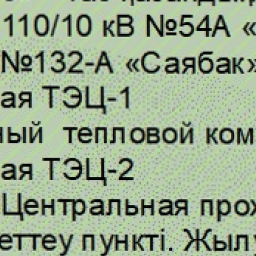 110/10 кВ №54А «
№132-А «Саябак»
ая ТЭЦ-1
ный тепловой ком
ая ТЭЦ-2
Центральная про
еттеу пункті. Жылу